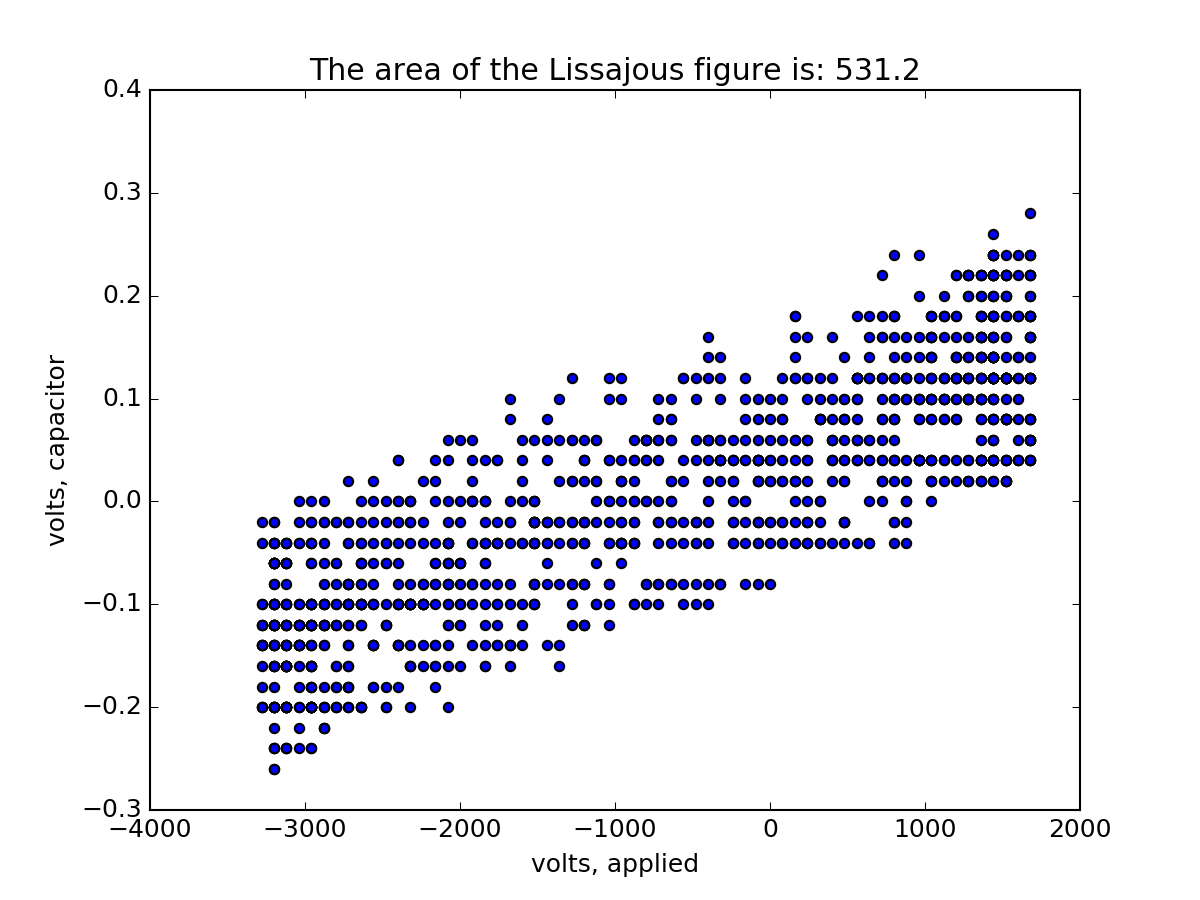 The area of the Lissajous figure is: 531.2
0.4
0.3
0.2
0.1
0.0
−0.1
−0.2
−0.3
volts, capacitor
−4000 −3000 −2000 −1000 0 1000 2000
volts, applied